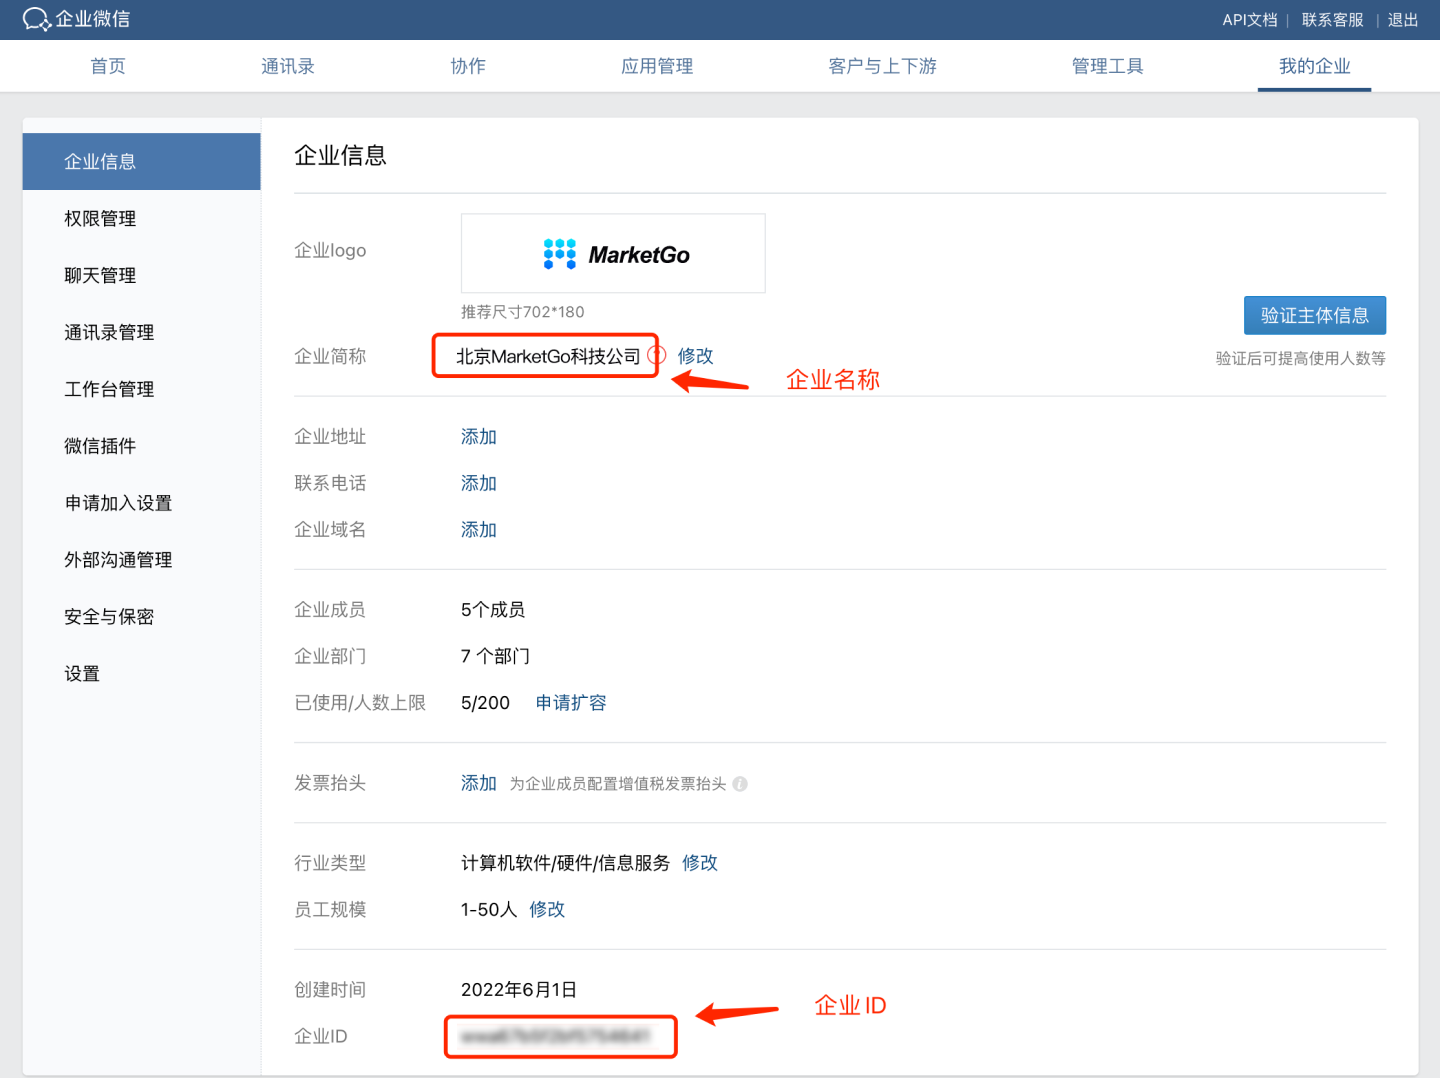 企业微信
API文档 | 联系客服 | 退出
首页 通讯录 协作 应用管理 客户与上下游 管理工具 我的企业
企业信息
权限管理
聊天管理
通讯录管理
工作台管理
微信插件
申请加入设置
外部沟通管理
安全与保密
设置
企业信息
企业logo MarketGo
推荐尺寸702*180
验证主体信息
验证后可提高使用人数等
企业简称 北京MarketGo科技公司 修改
企业名称
企业地址 添加
联系电话 添加
企业域名 添加
企业成员 5个成员
企业部门 7 个部门
已使用/人数上限 5/200 申请扩容
发票抬头 添加 为企业成员配置增值税发票抬头
行业类型 计算机软件/硬件/信息服务 修改
员工规模 1-50人 修改
创建时间 2022年6月1日
企业ID
企业ID